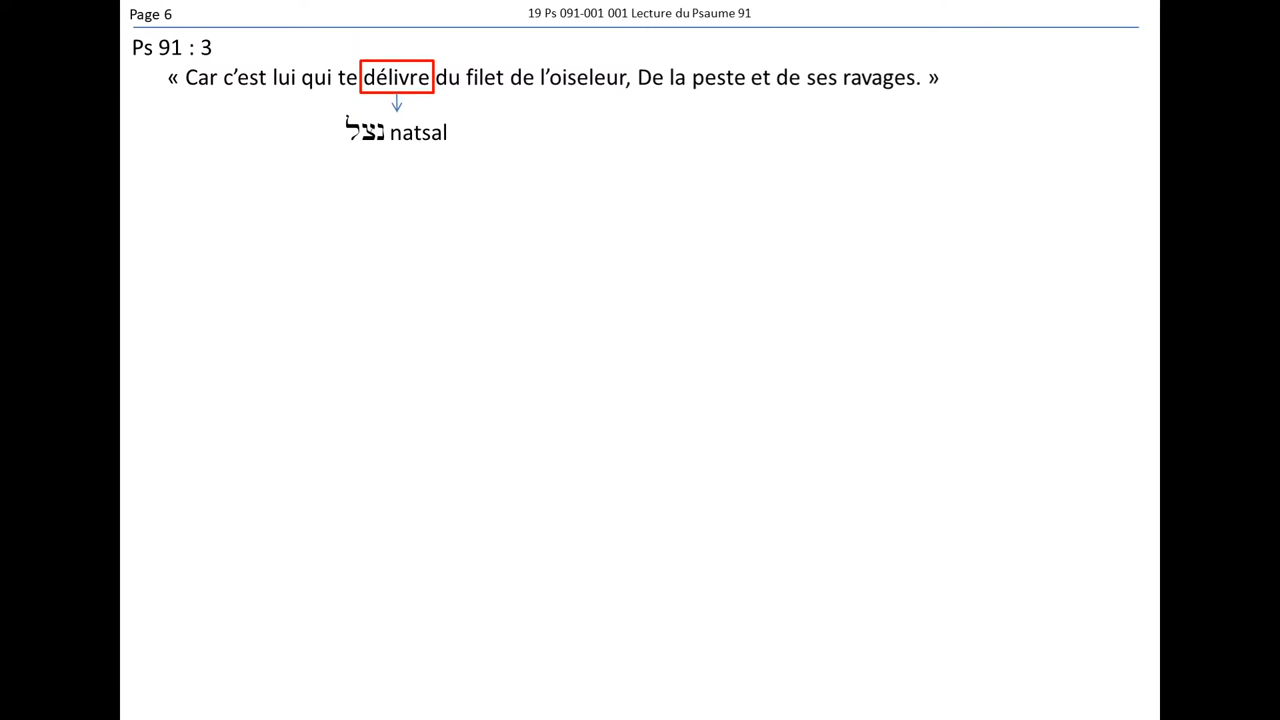 Page 6
19 Ps 091-001 001 Lecture du Psaume 91
Ps 91 : 3
« Car c’est lui qui te délivre du filet de l’oiseleur, De la peste et de ses ravages. »
נצל natsal